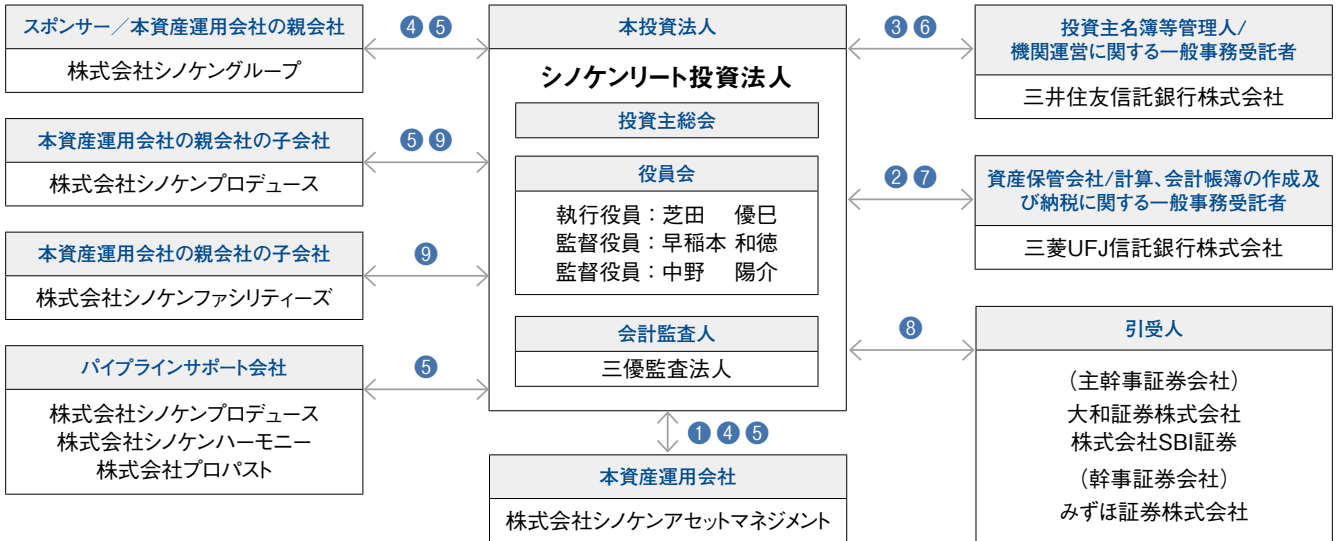 スポンサー／本資産運用会社の親会社
株式会社シノケングループ
❹ ❺
本資産運用会社の親会社の子会社
株式会社シノケンプロデュース
❺ ❾
本資産運用会社の親会社の子会社
株式会社シノケンファシリティーズ
❾
パイプラインサポート会社
株式会社シノケンプロデュース
株式会社シノケンハーモニー
株式会社プロパスト
❺
本投資法人
シノケンリート投資法人
投資主総会
役員会
執行役員：芝田　優巳
監督役員：早稲本 和徳
監督役員：中野　陽介
会計監査人
三優監査法人
❶ ❹ ❺
本資産運用会社
株式会社シノケンアセットマネジメント
❸ ❻
投資主名簿等管理人/
機関運営に関する一般事務受託者
三井住友信託銀行株式会社
❷ ❼
資産保管会社/計算、会計帳簿の作成及
び納税に関する一般事務受託者
三菱UFJ信託銀行株式会社
❽
引受人
（主幹事証券会社）
大和証券株式会社
株式会社SBI証券
（幹事証券会社）
みずほ証券株式会社